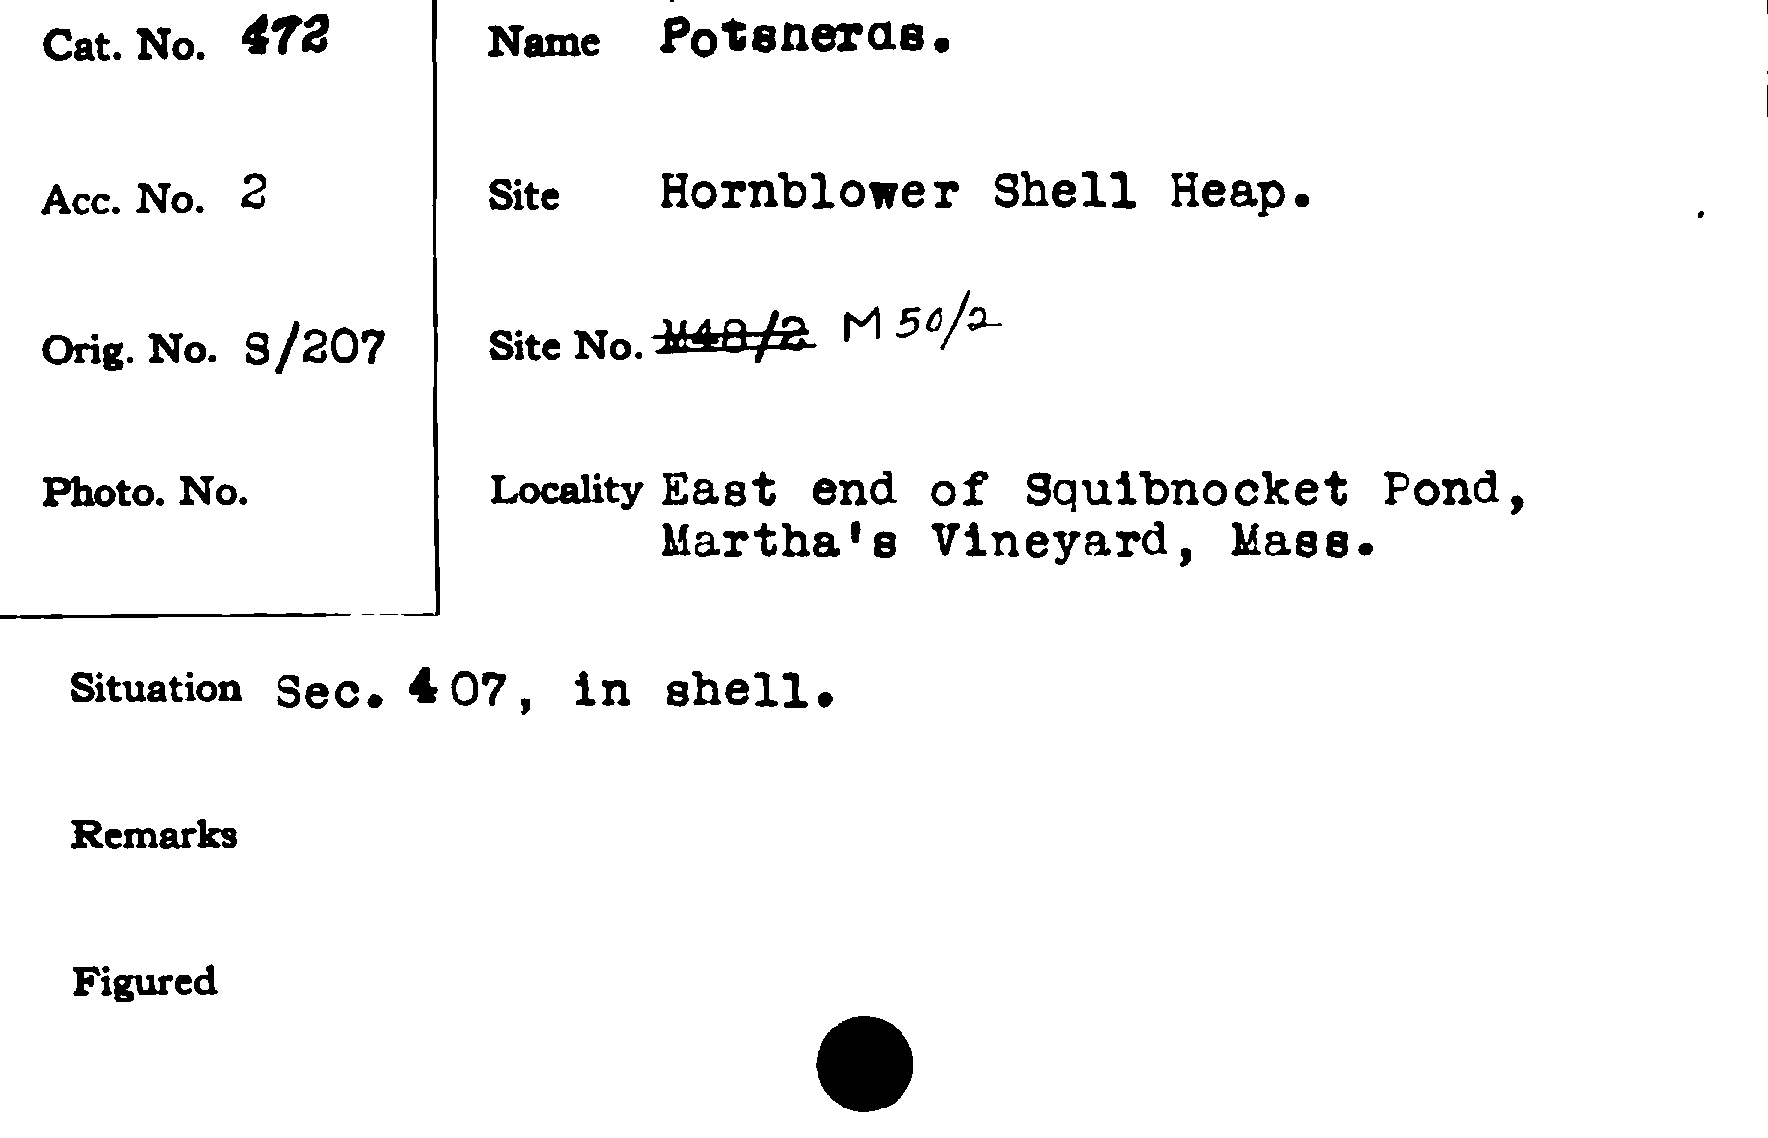 Cat. No. 472
Name Potsherds.
Acc. No. 2
Site Hornblower Shell Heap.
Orig. No. S/207
Site No. M48/2 M 50/2
Photo. No.
Locality East end of Squibnocket Pond,
Martha's Vineyard, Mass.
Situation Sec. 407, in shell.
Remarks
Figured